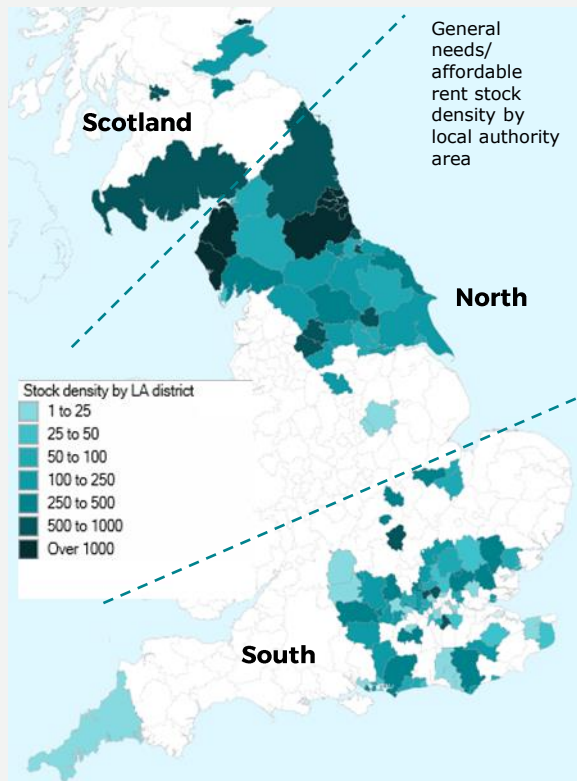 General
needs/
affordable
rent stock
density by
local authority
area
Scotland
North
Stock density by LA district
1 to 25
25 to 50
50 to 100
100 to 250
250 to 500
500 to 1000
Over 1000
South